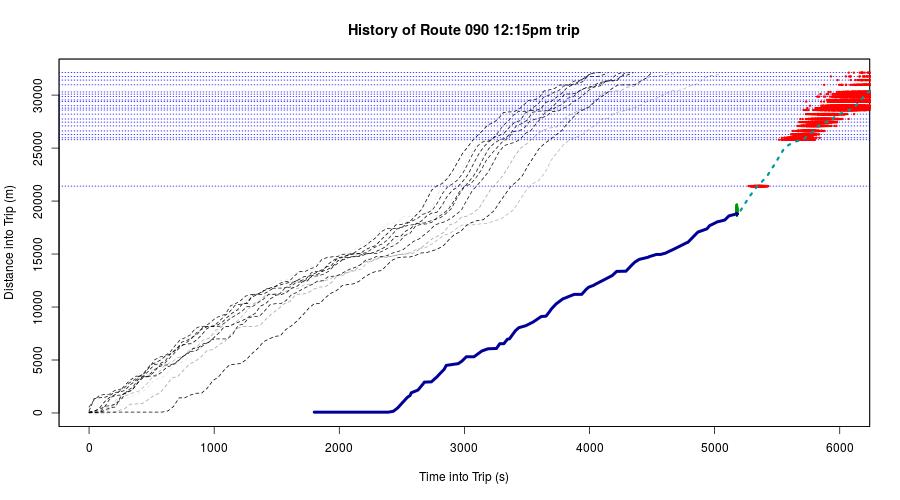 History of Route 090 12:15pm trip
Distance into Trip (m)
30000
25000
20000
15000
10000
5000
0
0 1000 2000 3000 4000 5000 6000
Time into Trip (s)